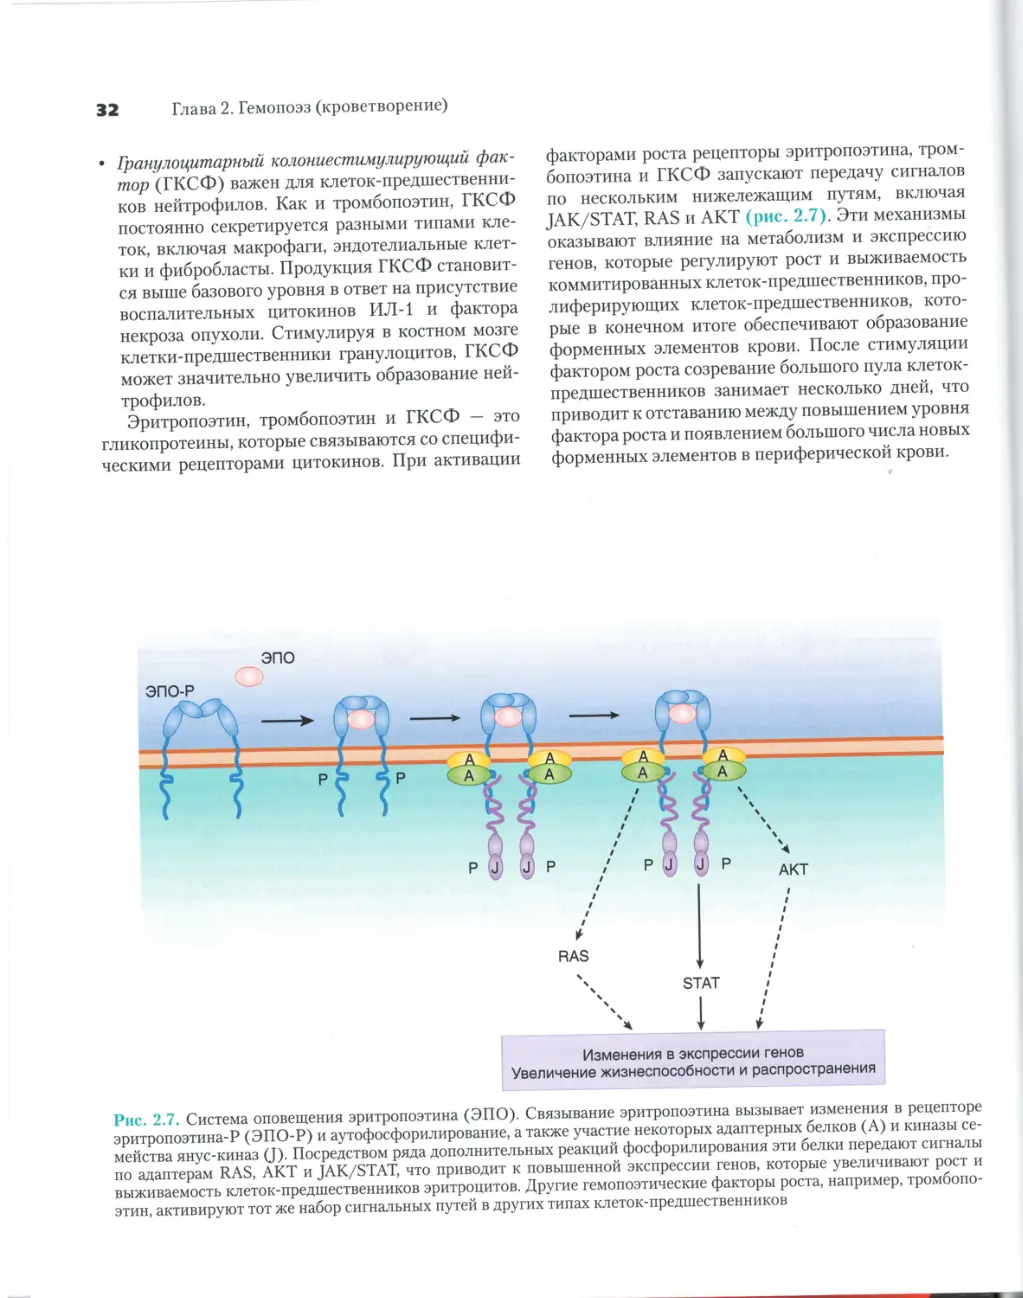 32 Глава 2. Гемопоэз (кроветворение)
• Гранулоцитарный колониестимулирующий фак-
тор (ГКСФ) важен для клеток-предшественни-
ков нейтрофилов. Как и тромбопоэтин, ГКСФ
постоянно секретируется разными типами кле-
ток, включая макрофаги, эндотелиальные клет-
ки и фибробласты. Продукция ГКСФ становит-
ся выше базового уровня в ответ на присутствие
воспалительных цитокинов ИЛ-1 и фактора
некроза опухоли. Стимулируя в костном мозге
клетки-предшественники гранулоцитов, ГКСФ
может значительно увеличить образование ней-
трофилов.
Эритропоэтин, тромбопоэтин и ГКСФ — это
гликопротеины, которые связываются со специфи-
ческими рецепторами цитокинов. При активации
факторами роста рецепторы эритропоэтина, тром-
бопоэтина и ГКСФ запускают передачу сигналов
по нескольким нижележащим путям, включая
JAK/STAT, RAS и AKT (рис. 2.7). Эти механизмы
оказывают влияние на метаболизм и экспрессию
генов, которые регулируют рост и выживаемость
коммитированных клеток-предшественников, про-
лиферирующих клеток-предшественников, кото-
рые в конечном итоге обеспечивают образование
форменных элементов крови. После стимуляции
фактором роста созревание большого пула клеток-
предшественников занимает несколько дней, что
приводит к отставанию между повышением уровня
фактора роста и появлением большого числа новых
форменных элементов в периферической крови.
ЭПО
ЭПО-Р
А А А А
Р Р А А А А
Р J J Р Р J J Р АКТ
RAS
STAT
Изменения в экспрессии генов
Увеличение жизнеспособности и распространения
Рис. 2.7. Система оповещения эритропоэтина (ЭПО). Связывание эритропоэтина вызывает изменения в рецепторе
эритропоэтина-Р (ЭПО-Р) и аутофосфорилирование, а также участие некоторых адаптерных белков (А) и киназы се-
мейства янус-киназ (J). Посредством ряда дополнительных реакций фосфорилирования эти белки передают сигналы
по адаптерам RAS, AKT и JAK/STAT, что приводит к повышенной экспрессии генов, которые увеличивают рост и
выживаемость клеток-предшественников эритроцитов. Другие гемопоэтические факторы роста, например, тромбопо-
этин, активируют тот же набор сигнальных путей в других типах клеток-предшественников